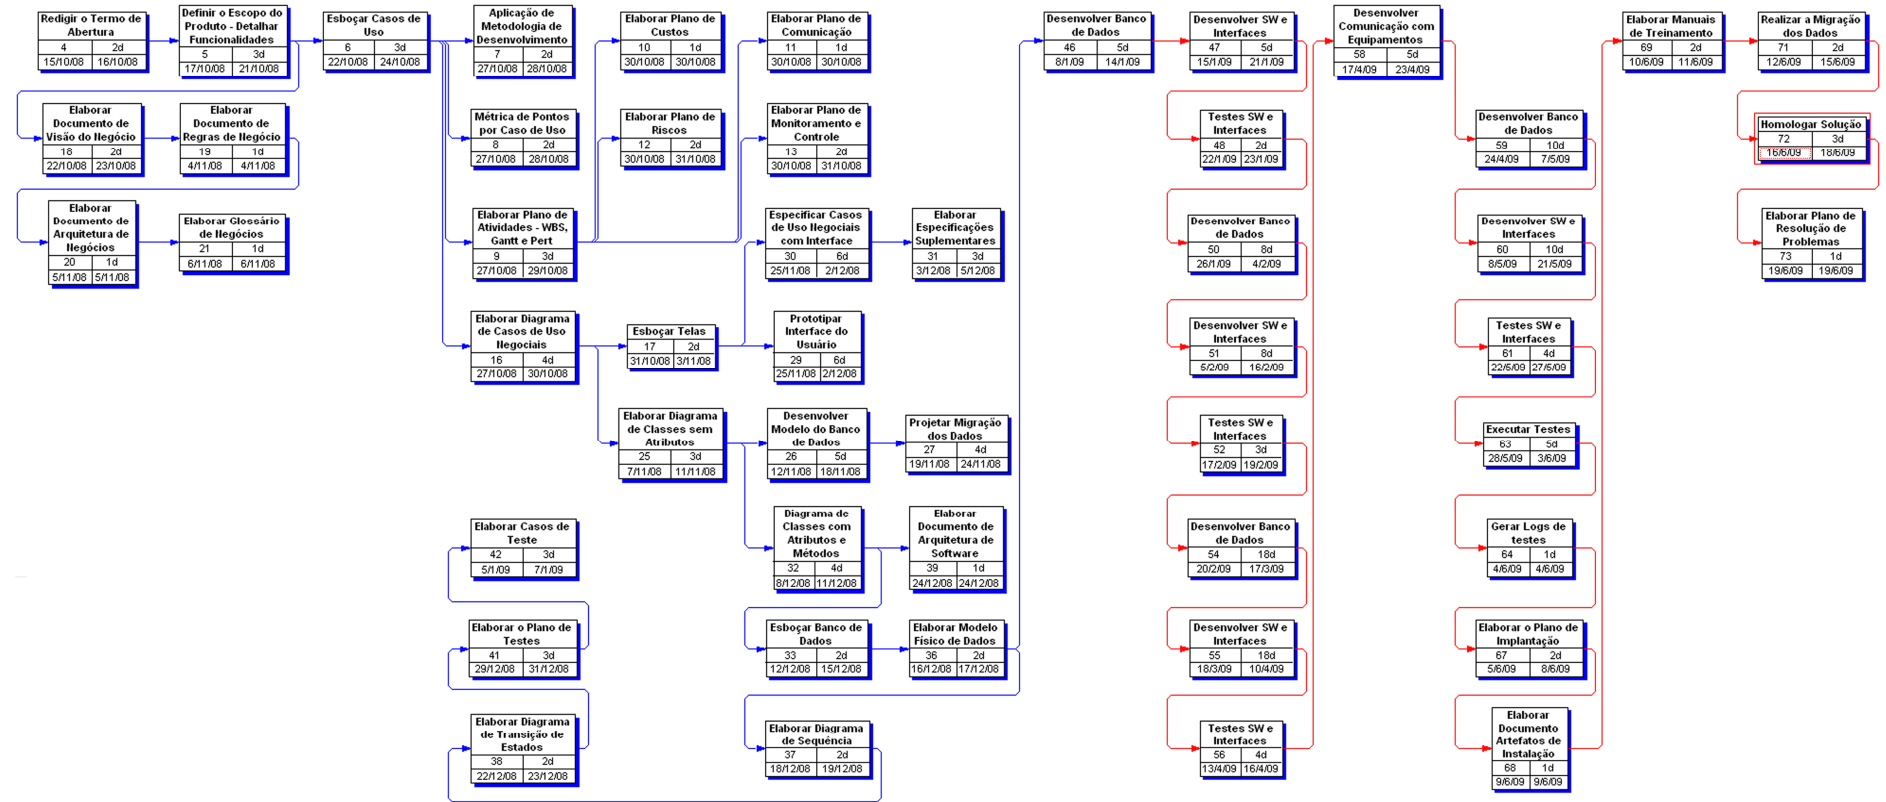 Redigir o Termo de
Abertura
4 2d
15/10/08 16/10/08
Definir o Escopo do
Produto - Detalhar
Funcionalidades
5 3d
17/10/08 21/10/08
Esboçar Casos de
Uso
6 3d
22/10/08 24/10/08
Aplicação de
Metodologia de
Desenvolvimento
7 2d
27/10/08 28/10/08
Elaborar Plano de
Custos
10 1d
30/10/08 30/10/08
Elaborar Plano de
Comunicação
11 1d
30/10/08 30/10/08
Elaborar
Documento de
Visão do Negócio
18 2d
22/10/08 23/10/08
Elaborar
Documento de
Regras de Negócio
19 1d
4/11/08 4/11/08
Métrica de Pontos
por Caso de Uso
8 2d
27/10/08 28/10/08
Elaborar Plano de
Riscos
12 2d
30/10/08 31/10/08
Elaborar Plano de
Monitoramento e
Controle
13 2d
30/10/08 31/10/08
Elaborar
Documento de
Arquitetura de
Negócios
20 1d
5/11/08 5/11/08
Elaborar Glossário
de Negócios
21 1d
6/11/08 6/11/08
Elaborar Plano de
Atividades - WBS,
Gantt e Pert
9 3d
27/10/08 29/10/08
Especificar Casos
de Uso Negociais
com Interface
30 6d
25/11/08 2/12/08
Elaborar
Especificações
Suplementares
31 3d
3/12/08 5/12/08
Elaborar Diagrama
de Casos de Uso
Negociais
16 4d
27/10/08 30/10/08
Esboçar Telas
17 2d
31/10/08 3/11/08
Prototipar
Interface do
Usuário
29 6d
25/11/08 2/12/08
Elaborar Diagrama
de Classes sem
Atributos
25 3d
7/11/08 11/11/08
Desenvolver
Modelo do Banco
de Dados
26 5d
12/11/08 18/11/08
Projetar Migração
dos Dados
27 4d
19/11/08 24/11/08
Elaborar Casos de
Teste
42 3d
5/1/09 7/1/09
Diagrama de
Classes com
Atributos e
Métodos
32 4d
8/12/08 11/12/08
Elaborar
Documento de
Arquitetura de
Software
39 1d
24/12/08 24/12/08
Elaborar o Plano de
Testes
41 3d
29/12/08 31/12/08
Esboçar Banco de
Dados
33 2d
12/12/08 15/12/08
Elaborar Modelo
Físico de Dados
36 2d
16/12/08 17/12/08
Elaborar Diagrama
de Transição de
Estados
38 2d
22/12/08 23/12/08
Elaborar Diagrama
de Sequência
37 2d
18/12/08 19/12/08
Desenvolver Banco
de Dados
46 5d
8/1/09 14/1/09
Desenvolver SW e
Interfaces
47 5d
15/1/09 21/1/09
Testes SW e
Interfaces
48 2d
22/1/09 23/1/09
Desenvolver Banco
de Dados
50 8d
26/1/09 4/2/09
Desenvolver SW e
Interfaces
51 8d
5/2/09 16/2/09
Testes SW e
Interfaces
52 3d
17/2/09 19/2/09
Desenvolver Banco
de Dados
54 18d
20/2/09 17/3/09
Desenvolver SW e
Interfaces
55 18d
18/3/09 10/4/09
Testes SW e
Interfaces
56 4d
13/4/09 16/4/09
Desenvolver
Comunicação com
Equipamentos
58 5d
17/4/09 23/4/09
Desenvolver Banco
de Dados
59 10d
24/4/09 7/5/09
Desenvolver SW e
Interfaces
60 10d
8/5/09 21/5/09
Testes SW e
Interfaces
61 4d
22/5/09 27/5/09
Executar Testes
63 5d
28/5/09 3/6/09
Gerar Logs de
testes
64 1d
4/6/09 4/6/09
Elaborar o Plano de
Implantação
67 2d
5/6/09 8/6/09
Elaborar
Documento
Artefatos de
Instalação
68 1d
9/6/09 9/6/09
Elaborar Manuais
de Treinamento
69 2d
10/6/09 11/6/09
Realizar a Migração
dos Dados
71 2d
12/6/09 15/6/09
Homologar Solução
72 3d
16/6/09 18/6/09
Elaborar Plano de
Resolução de
Problemas
73 1d
19/6/09 19/6/09